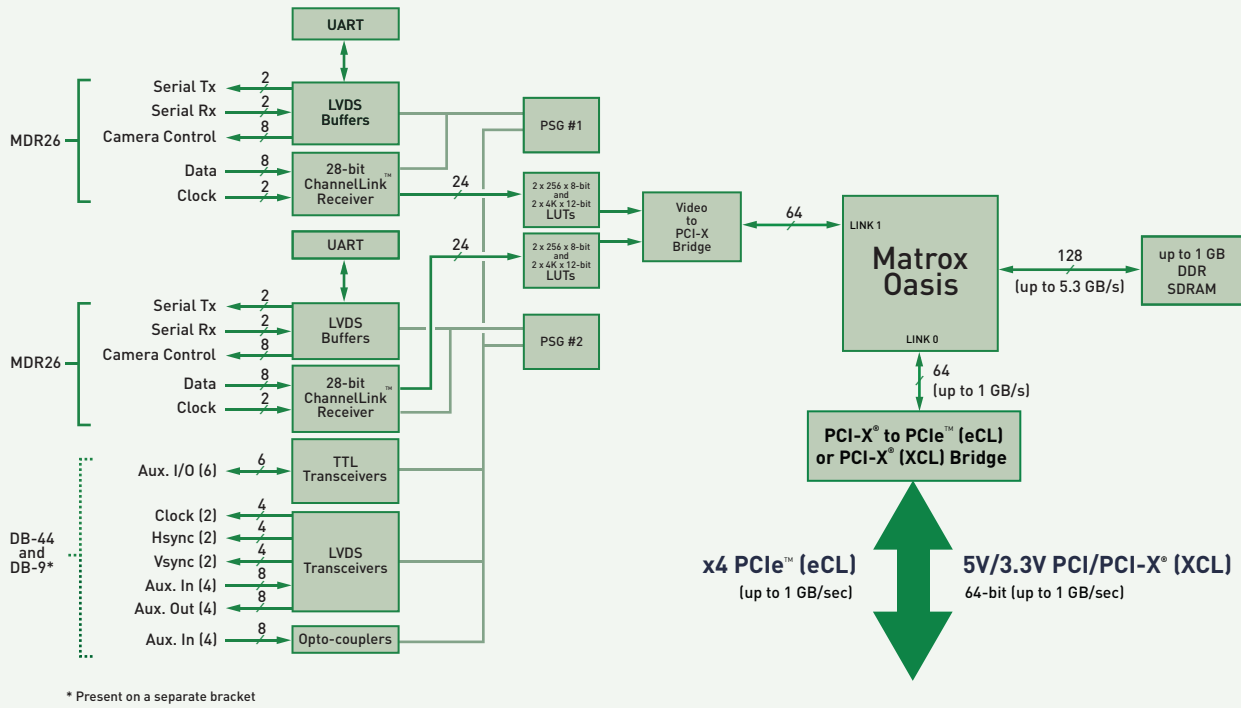 UART
MDR26
Serial Tx
2
Serial Rx
2
Camera Control
8
LVDS
Buffers
Data
8
Clock
2
28-bit
ChannelLink™
Receiver
24
PSG #1
2 x 256 x 8-bit
and
2 x 4K x 12-bit
LUTs
24
2 x 256 x 8-bit
and
2 x 4K x 12-bit
LUTs
Video
to
PCI-X
Bridge
64
LINK 1
Matrox
Oasis
LINK 0
128
(up to 5.3 GB/s)
up to 1 GB
DDR
SDRAM
UART
MDR26
Serial Tx
2
Serial Rx
2
Camera Control
8
LVDS
Buffers
Data
8
Clock
2
28-bit
ChannelLink™
Receiver
PSG #2
64
(up to 1 GB/s)
PCI-X® to PCIe™ (eCL)
or PCI-X® (XCL) Bridge
DB-44
and
DB-9*
Aux. I/O (6)
6
TTL
Transceivers
Clock (2)
4
Hsync (2)
4
Vsync (2)
4
Aux. In (4)
8
Aux. Out (4)
8
LVDS
Transceivers
Aux. In (4)
8
Opto-couplers
x4 PCIe™ (eCL)
(up to 1 GB/sec)
5V/3.3V PCI/PCI-X® (XCL)
64-bit (up to 1 GB/sec)
* Present on a separate bracket